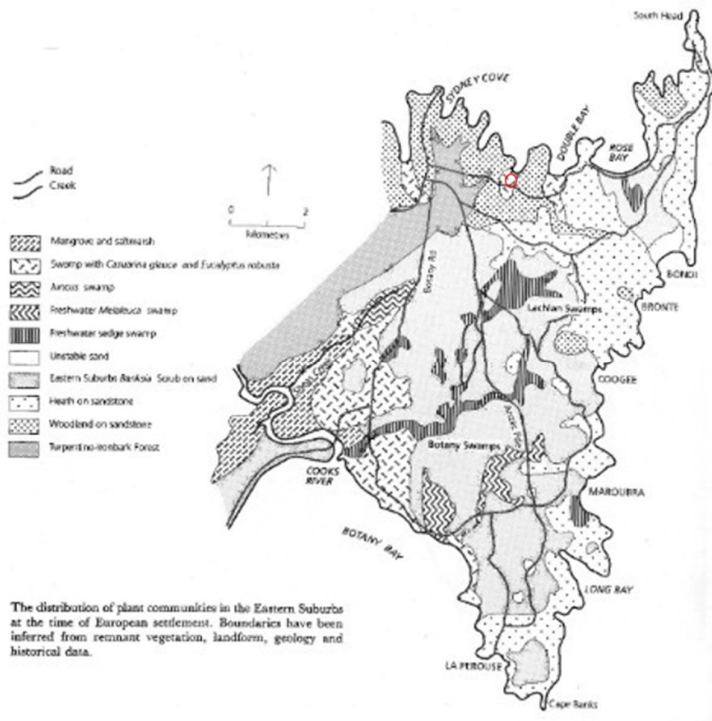 South Head
SYDNEY COVE
DOUBLE BAY
ROSE
BAY
Road
Creek
0 2
kilometres
Mangrove and saltmarsh
Swamp with Casuarina glauca and Eucalyptus robusta
Juncus swamp
Freshwater Melaleuca swamp
Freshwater sedge swamp
Unstable sand
Eastern Suburbs Banksia Scrub on sand
Heath on sandstone
Woodland on sandstone
Turpentine-Ironbark Forest
Botany Rd
BONDI
Lachlan Swamps
BRONTE
COOGEE
Botany Swamps
COOKS
RIVER
MAROUBRA
BOTANY BAY
LONG BAY
LA PEROUSE
Cape Banks
The distribution of plant communities in the Eastern Suburbs
at the time of European settlement. Boundaries have been
inferred from remnant vegetation, landform, geology and
historical data.